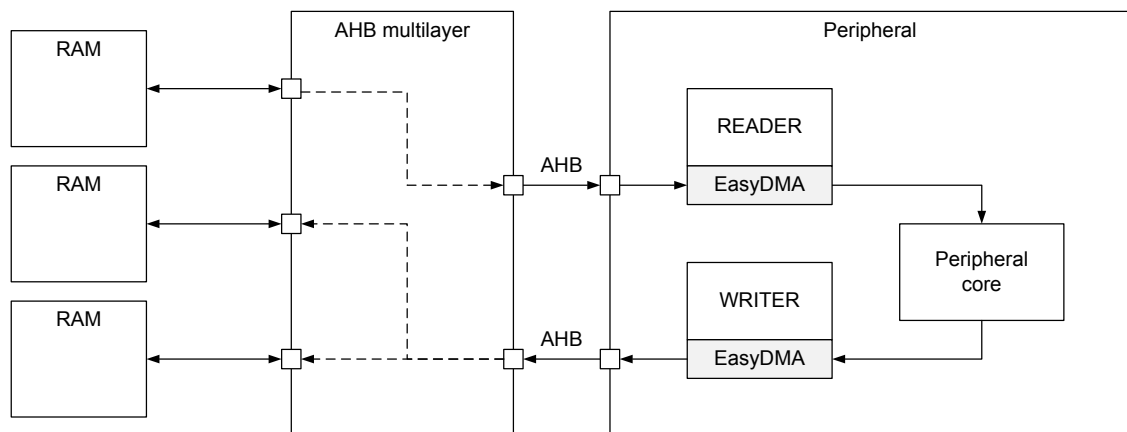 RAM
AHB multilayer
Peripheral
READER
AHB
EasyDMA
RAM
Peripheral
core
WRITER
RAM
AHB
EasyDMA